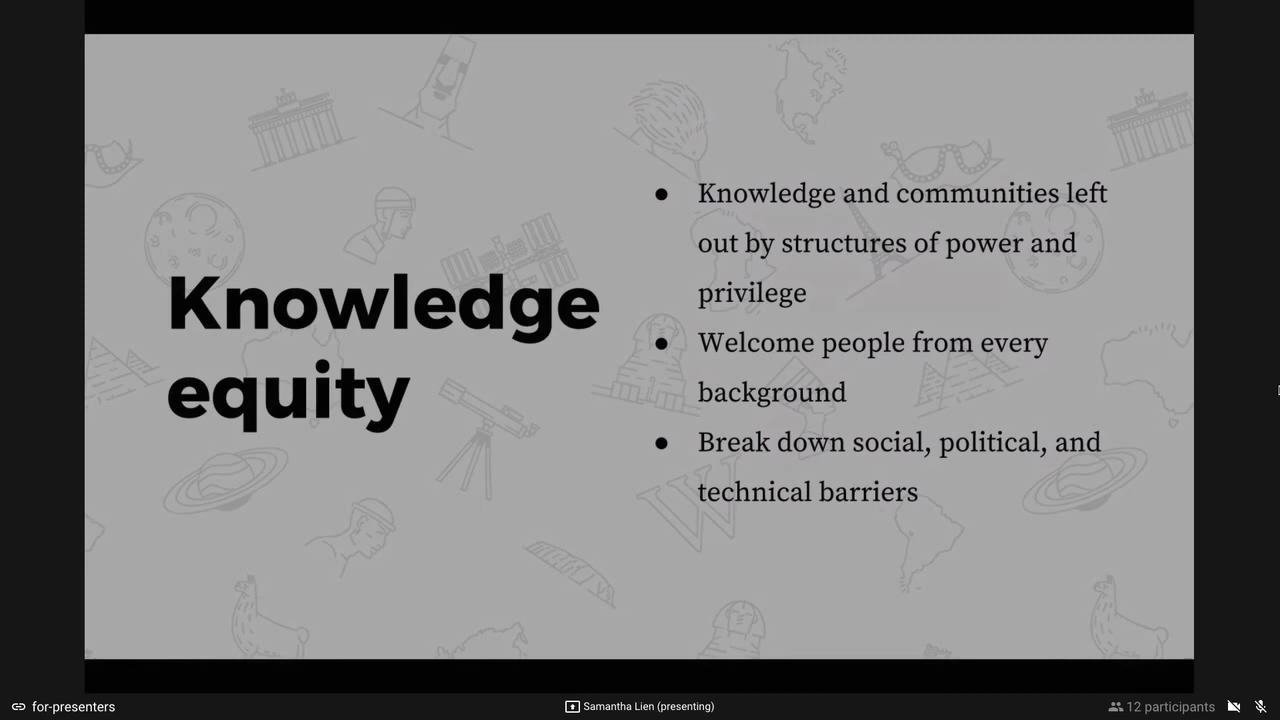 Knowledge
equity
● Knowledge and communities left
out by structures of power and
privilege
● Welcome people from every
background
● Break down social, political, and
technical barriers
W
for-presenters
Samantha Lien (presenting)
12 participants